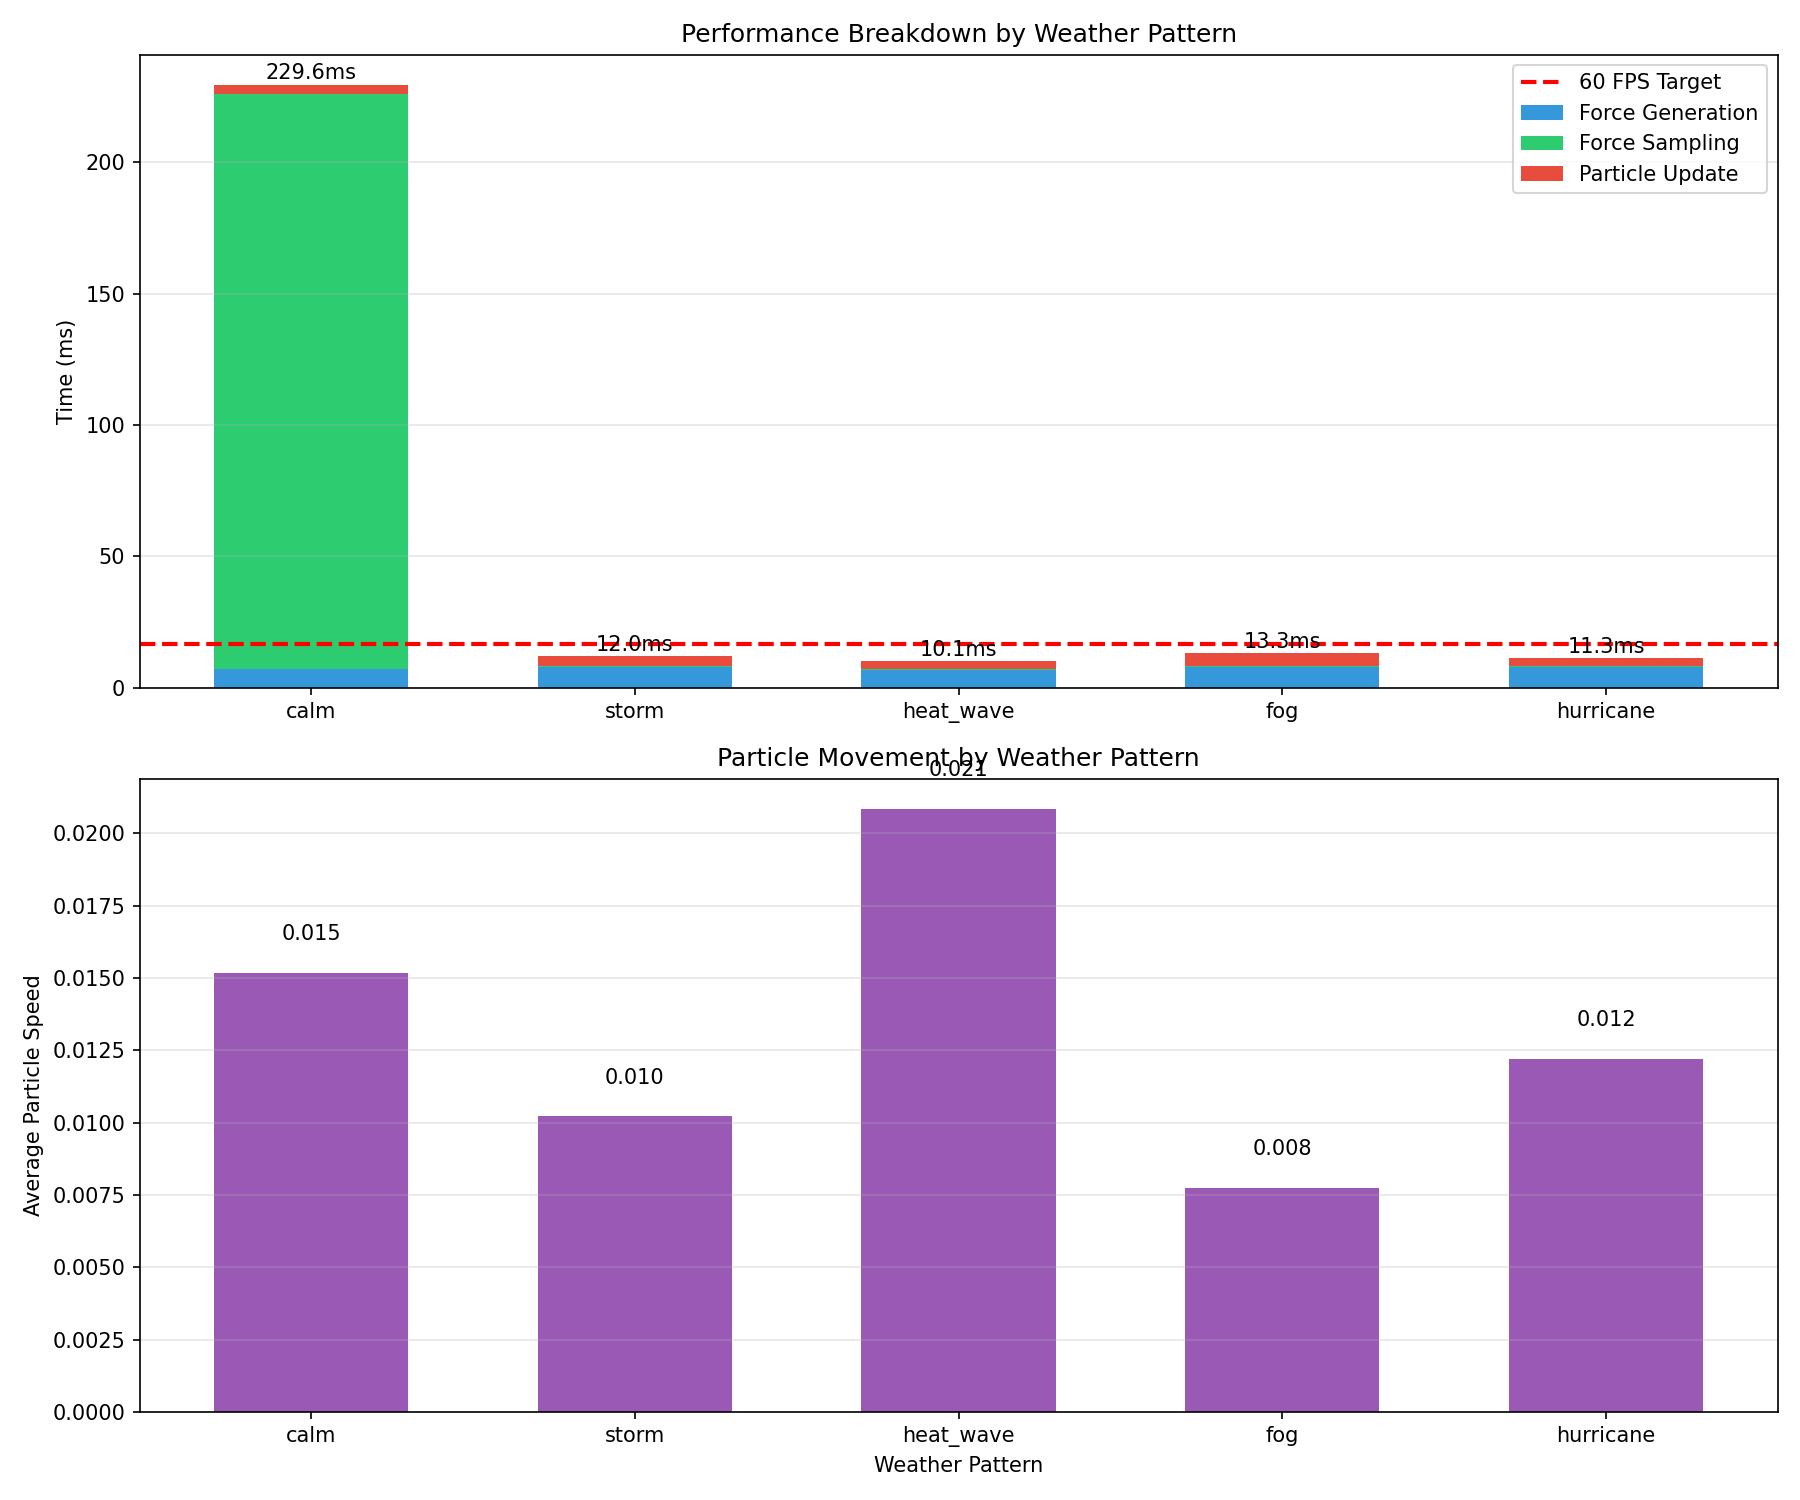 Performance Breakdown by Weather Pattern
229.6ms
60 FPS Target
Force Generation
Force Sampling
Particle Update
200
150
100
50
0
Time (ms)
12.0ms
10.1ms
13.3ms
11.3ms
calm
storm
heat_wave
fog
hurricane
Particle Movement by Weather Pattern
0.021
0.0200
0.0175
0.0150
0.0125
0.0100
0.0075
0.0050
0.0025
0.0000
Average Particle Speed
0.015
0.010
0.008
0.012
calm
storm
heat_wave
fog
hurricane
Weather Pattern